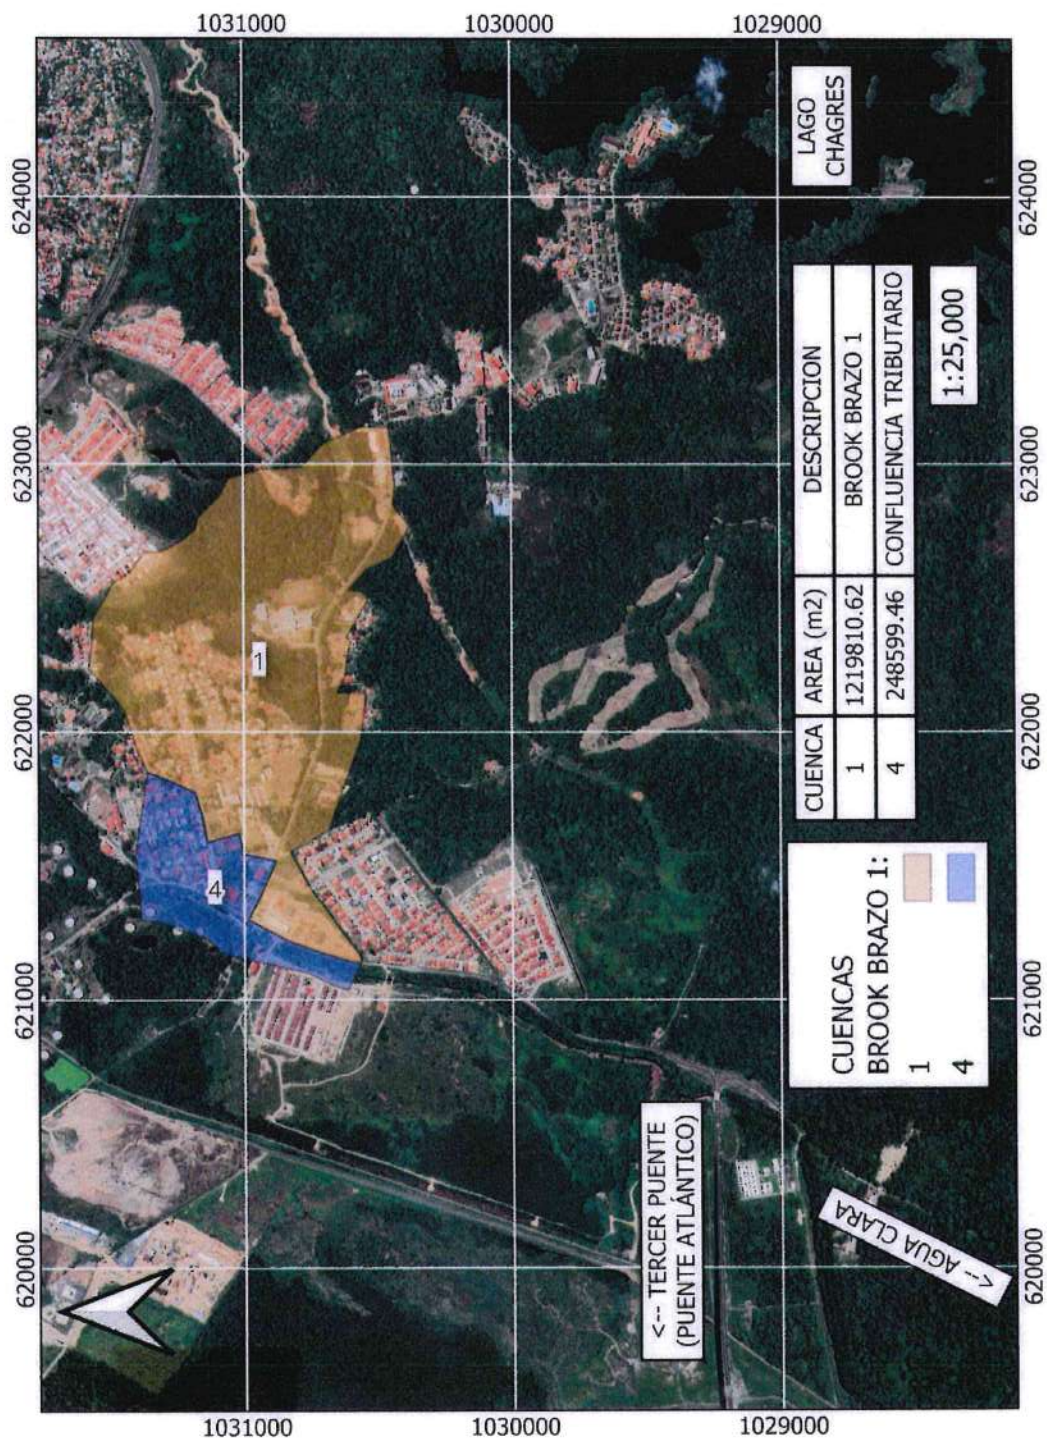 1031000
1030000
1029000
624000
623000
622000
621000
620000
LAGO
CHAGRES
CUENCA AREA (m2) DESCRIPCION
1 1219810.62 BROOK BRAZO 1
4 248599.46 CONFLUENCIA TRIBUTARIO
1:25,000
1
4
CUENCAS
BROOK BRAZO 1:
1
4
<-- TERCER PUENTE
(PUENTE ATLÁNTICO)
<--- AGUA CLARA
624000
623000
622000
621000
620000
1031000
1030000
1029000